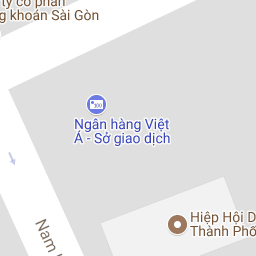 ty cổ phần
khoán Sài Gòn
Ngân hàng Việt
Á - Sở giao dịch
Hiệp Hội D
Thành Phố
Nam